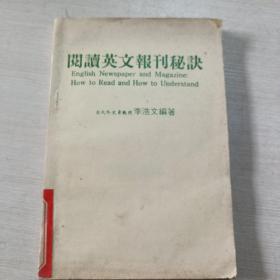 閱讀英文報刊秘訣
English Newspaper and Magazine:
How to Read and How to Understand
李浩文編著